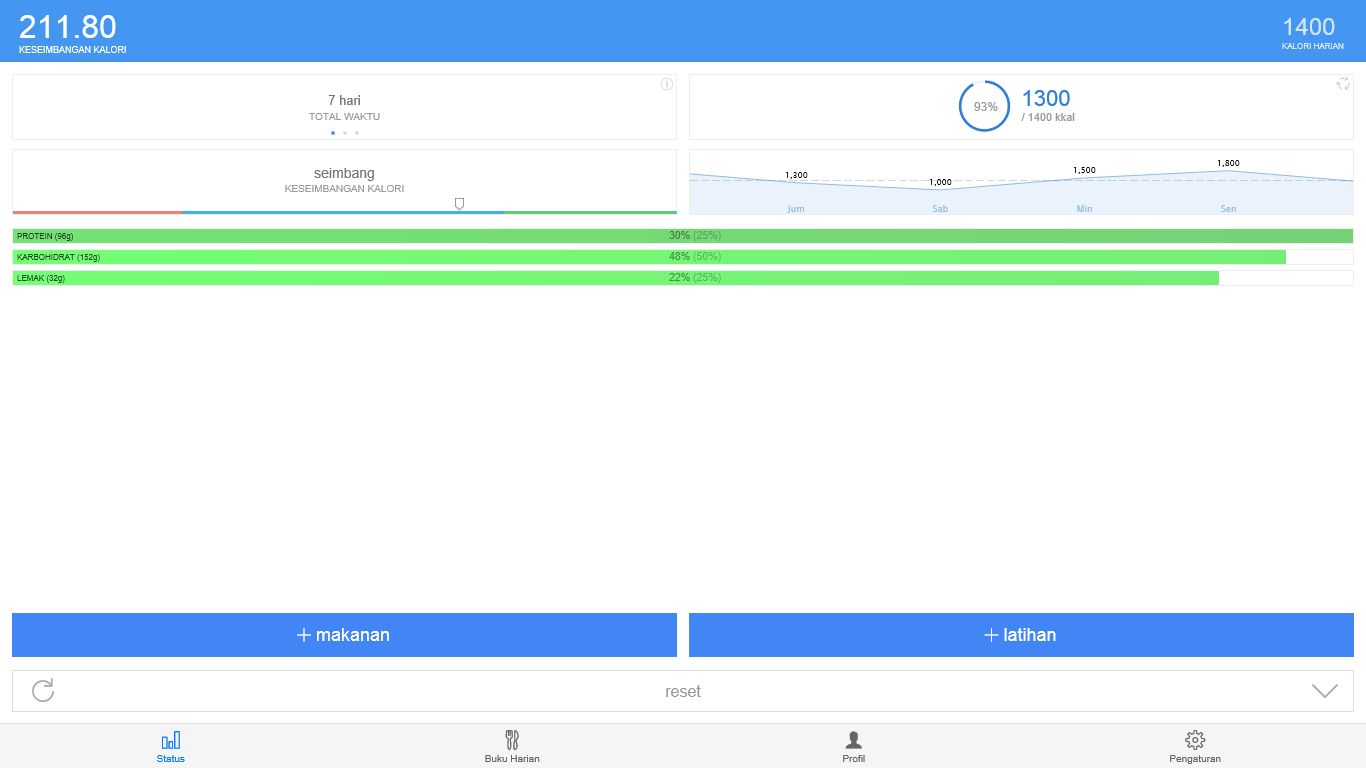 211.80
KESEIMBANGAN KALORI
1400
KALORI HARIAN
7 hari
TOTAL WAKTU
93%
1300
/ 1400 kkal
seimbang
KESEIMBANGAN KALORI
1,300
1,000
1,500
1,800
Jum
Sab
Min
Sen
PROTEIN (96g)
30% (25%)
KARBOHIDRAT (152g)
48% (50%)
LEMAK (32g)
22% (25%)
+ makanan
+ latihan
reset
Status
Buku Harian
Profil
Pengaturan